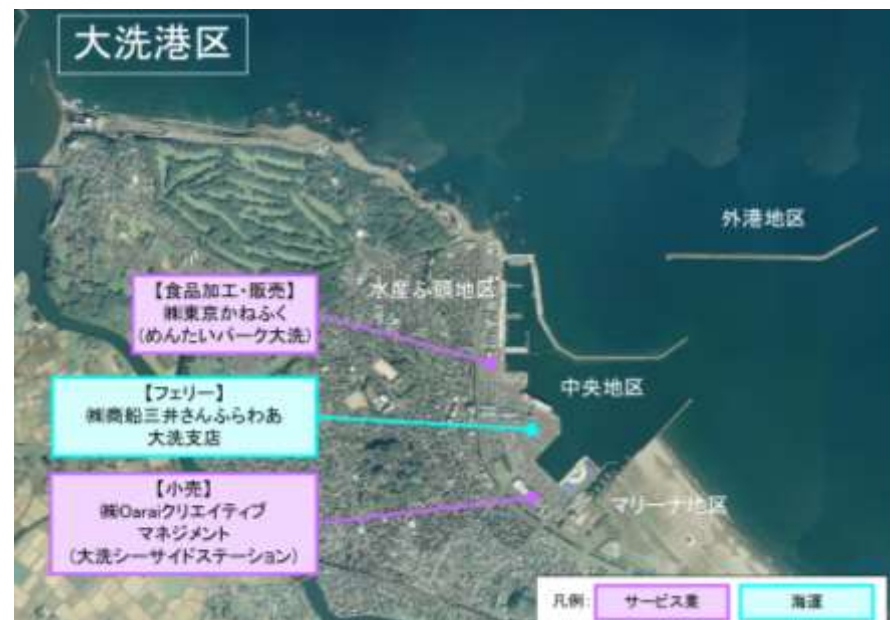 大洗港区
外港地区
水産ふ頭地区
【食品加工・販売】
㈱東京かねふく
(めんたいパーク大洗)
中央地区
【フェリー】
㈱商船三井さんふらわあ
大洗支店
【小売】
㈱Oaraiクリエイティブ
マネジメント
(大洗シーサイドステーション)
マリーナ地区
凡例:
サービス業
海運